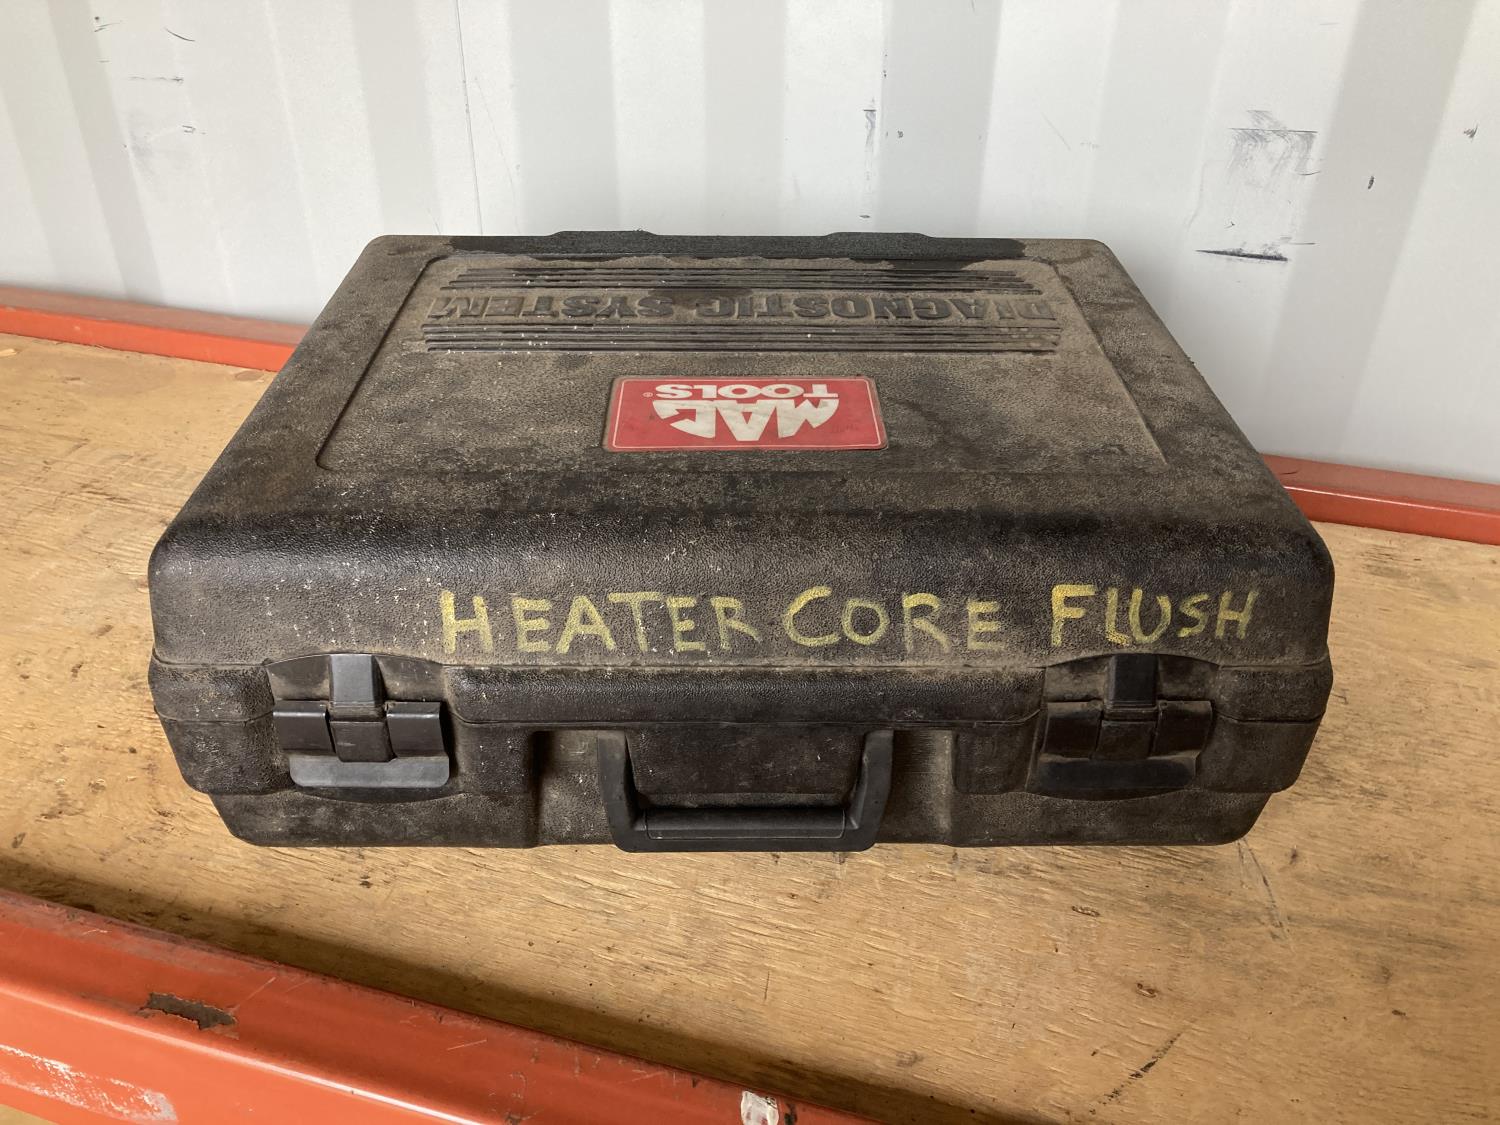 DIAGNOSTIC SYSTEM
MAC
TOOLS®
HEATER CORE FLUSH